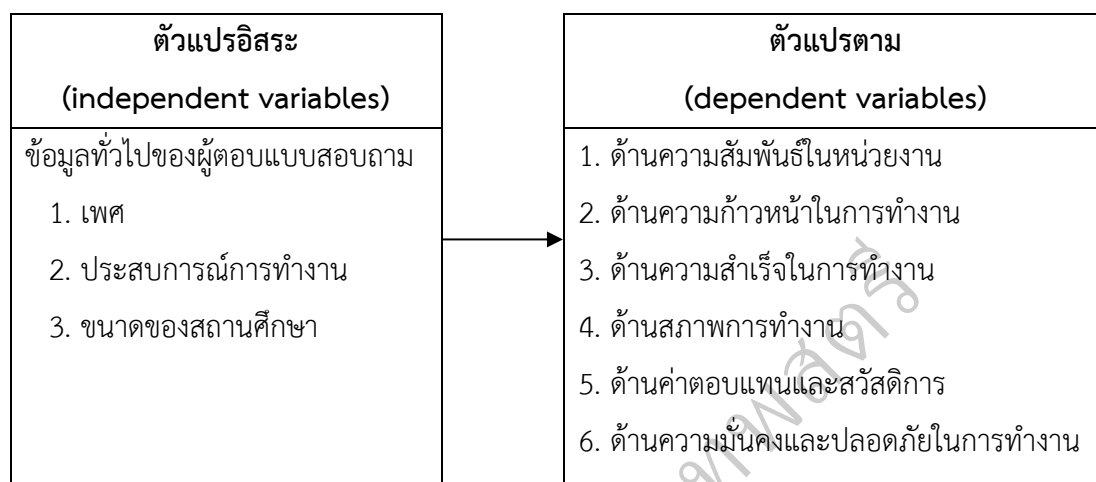 ตัวแปรอิสระ
(independent variables)
ข้อมูลทั่วไปของผู้ตอบแบบสอบถาม
1. เพศ
2. ประสบการณ์การทำงาน
3. ขนาดของสถานศึกษา
ตัวแปรตาม
(dependent variables)
1. ด้านความสัมพันธ์ในหน่วยงาน
2. ด้านความก้าวหน้าในการทำงาน
3. ด้านความสำเร็จในการทำงาน
4. ด้านสภาพการทำงาน
5. ด้านค่าตอบแทนและสวัสดิการ
6. ด้านความมั่นคงและปลอดภัยในการทำงาน